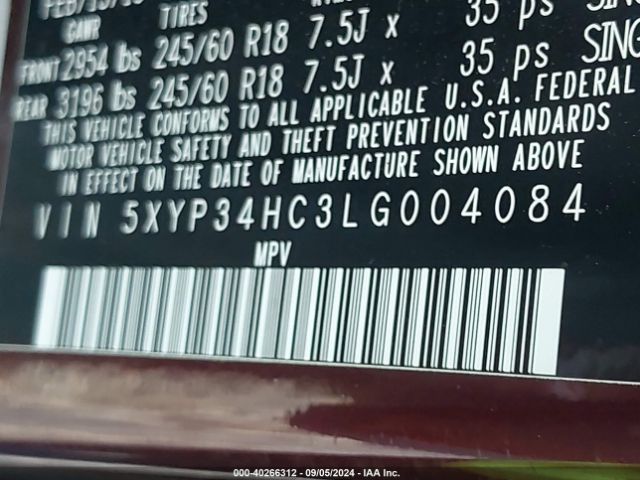 GAWR TIRES
FRONT 2954 lbs 245/60 R18 7.5J x 35 ps SING
REAR 3196 lbs 245/60 R18 7.5J x 35 ps SING
THIS VEHICLE CONFORMS TO ALL APPLICABLE U.S.A. FEDERAL
MOTOR VEHICLE SAFETY AND THEFT PREVENTION STANDARDS
IN EFFECT ON THE DATE OF MANUFACTURE SHOWN ABOVE
VIN 5XYP34HC3LG004084
MPV
000-40266312 - 09/05/2024 - IAA Inc.